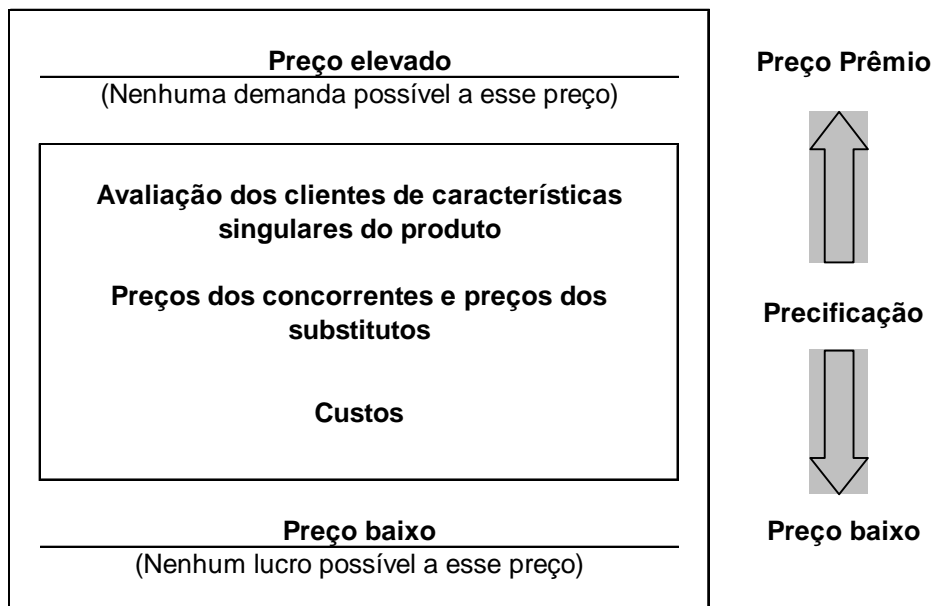 Preço elevado
(Nenhuma demanda possível a esse preço)
Avaliação dos clientes de características
singulares do produto
Preços dos concorrentes e preços dos
substitutos
Custos
Preço baixo
(Nenhum lucro possível a esse preço)
Preço Prêmio
Precificação
Preço baixo